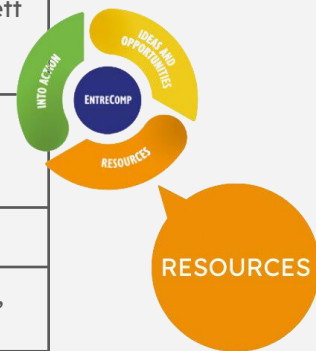 ett
IDEAS AND
OPPORTUNITIES
INTO ACTION
ENTRECOMP
RESOURCES
RESOURCES
,